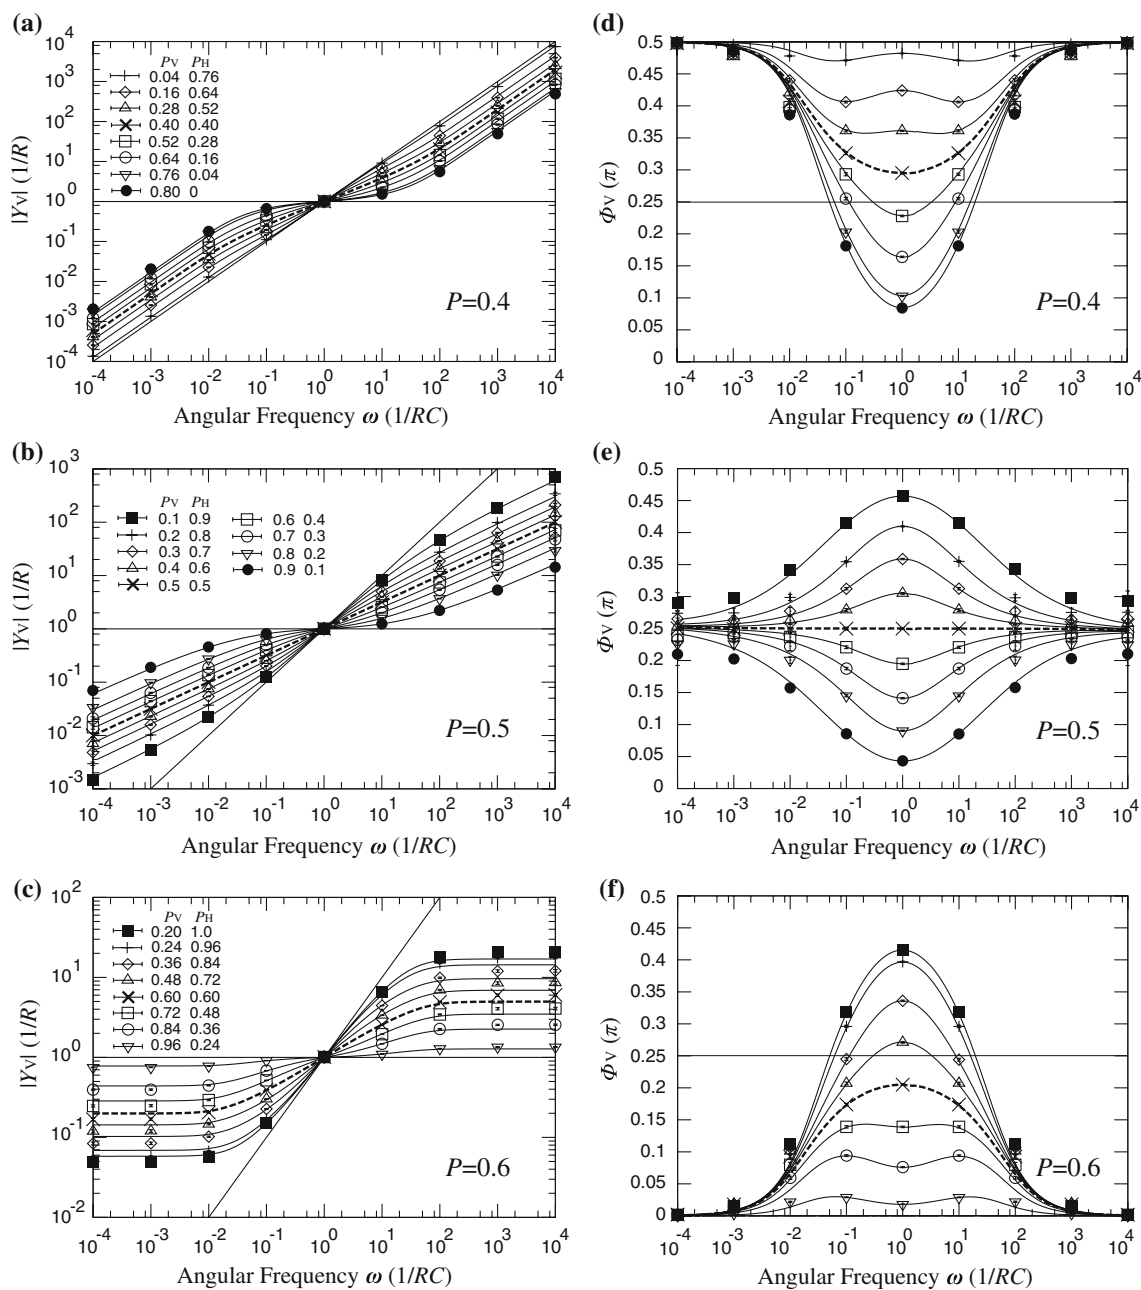 (a)
|Yv| (1/R)
10^4
10^3
10^2
10^1
10^0
10^-1
10^-2
10^-3
10^-4
PV PH
0.04 0.76
0.16 0.64
0.28 0.52
0.40 0.40
0.52 0.28
0.64 0.16
0.76 0.04
0.80 0
P=0.4
10^-4 10^-3 10^-2 10^-1 10^0 10^1 10^2 10^3 10^4
Angular Frequency ω (1/RC)
(d)
Φv (π)
0.5
0.45
0.4
0.35
0.3
0.25
0.2
0.15
0.1
0.05
0
P=0.4
10^-4 10^-3 10^-2 10^-1 10^0 10^1 10^2 10^3 10^4
Angular Frequency ω (1/RC)
(b)
|Yv| (1/R)
10^3
10^2
10^1
10^0
10^-1
10^-2
10^-3
PV PH
0.1 0.9
0.2 0.8
0.3 0.7
0.4 0.6
0.5 0.5
0.6 0.4
0.7 0.3
0.8 0.2
0.9 0.1
P=0.5
10^-4 10^-3 10^-2 10^-1 10^0 10^1 10^2 10^3 10^4
Angular Frequency ω (1/RC)
(e)
Φv (π)
0.5
0.45
0.4
0.35
0.3
0.25
0.2
0.15
0.1
0.05
0
P=0.5
10^-4 10^-3 10^-2 10^-1 10^0 10^1 10^2 10^3 10^4
Angular Frequency ω (1/RC)
(c)
|Yv| (1/R)
10^2
10^1
10^0
10^-1
10^-2
PV PH
0.20 1.0
0.24 0.96
0.36 0.84
0.48 0.72
0.60 0.60
0.72 0.48
0.84 0.36
0.96 0.24
P=0.6
10^-4 10^-3 10^-2 10^-1 10^0 10^1 10^2 10^3 10^4
Angular Frequency ω (1/RC)
(f)
Φv (π)
0.5
0.45
0.4
0.35
0.3
0.25
0.2
0.15
0.1
0.05
0
P=0.6
10^-4 10^-3 10^-2 10^-1 10^0 10^1 10^2 10^3 10^4
Angular Frequency ω (1/RC)